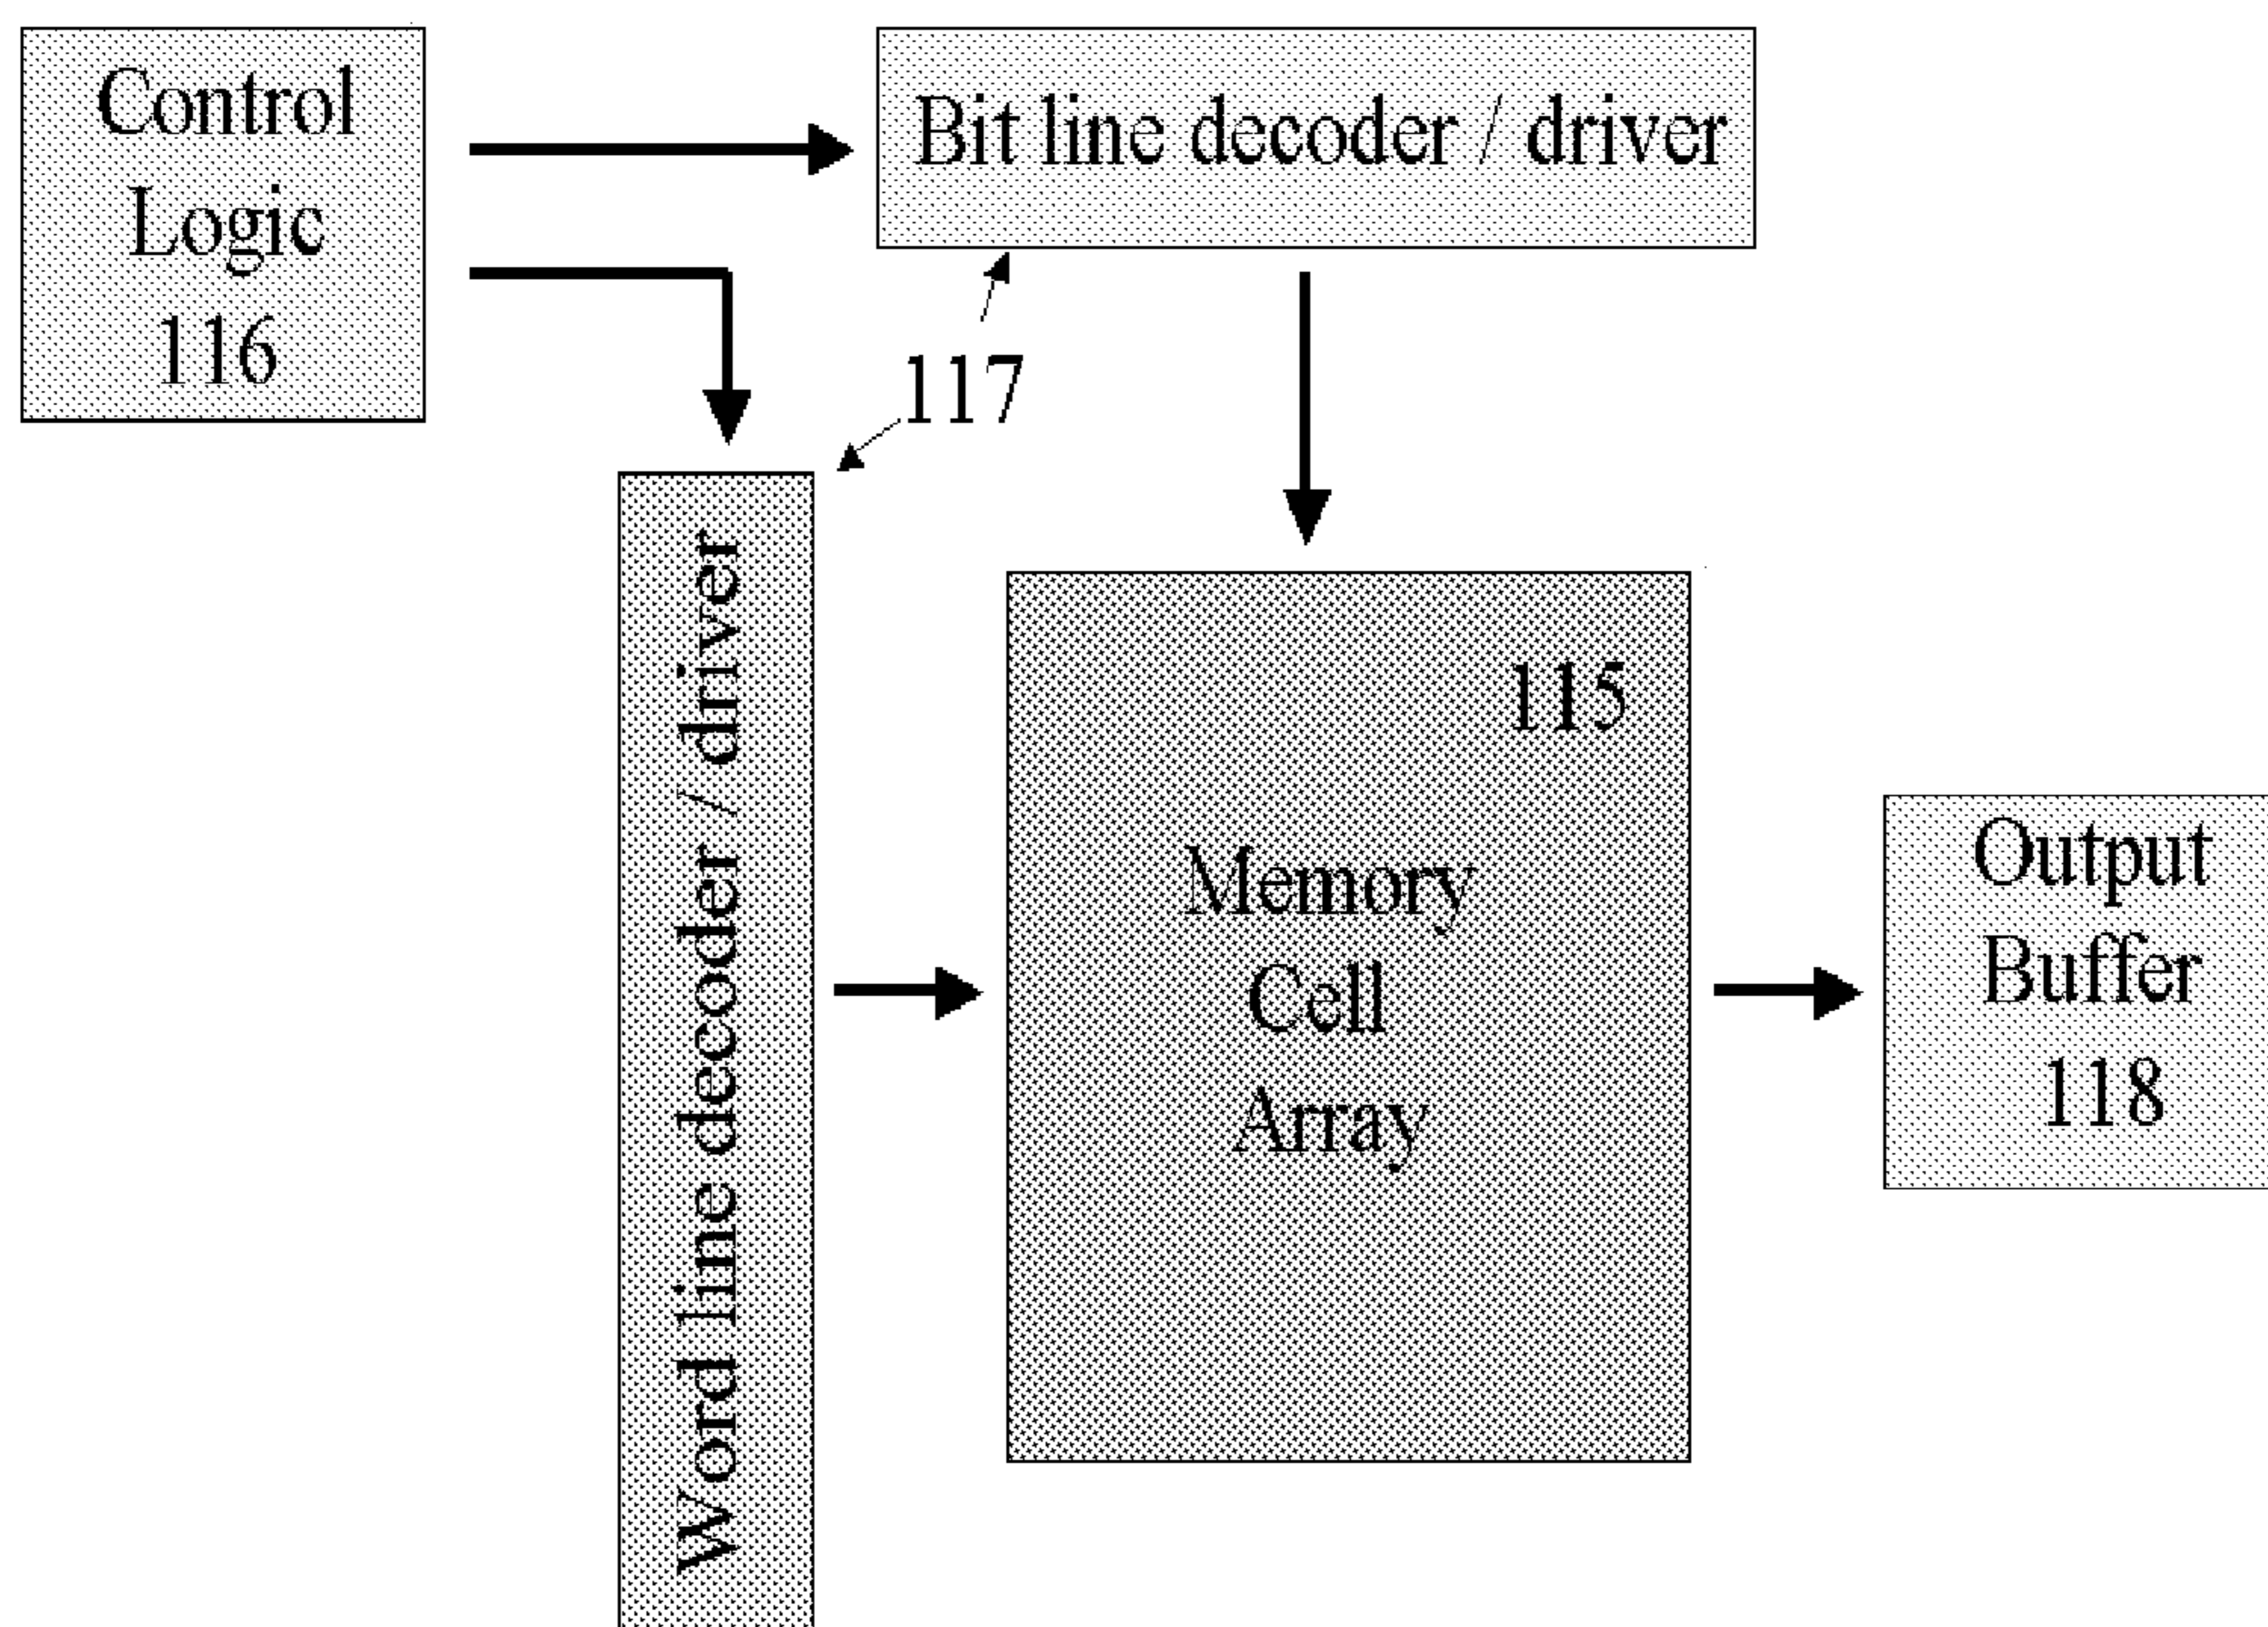 Control
Logic
116
Bit line decoder / driver
117
Word line decoder / driver
115
Memory
Cell
Array
Output
Buffer
118